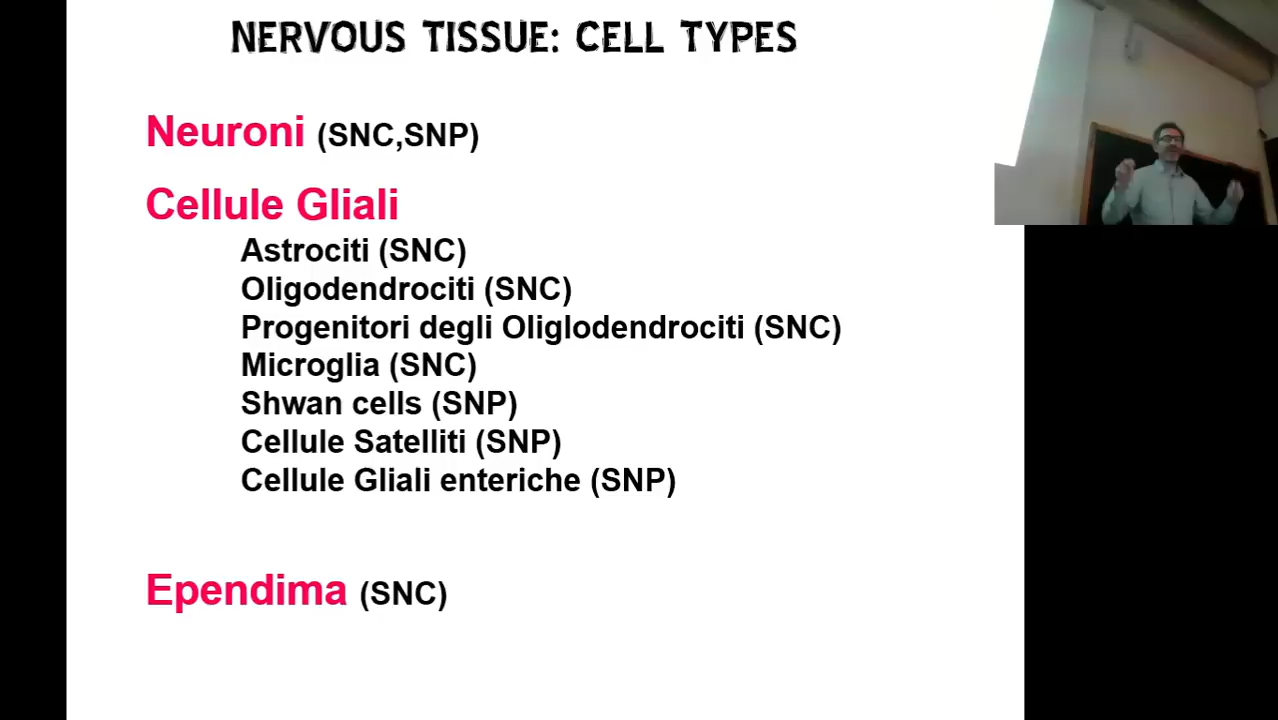 NERVOUS TISSUE: CELL TYPES
Neuroni (SNC,SNP)
Cellule Gliali
Astrociti (SNC)
Oligodendrociti (SNC)
Progenitori degli Oliglodendrociti (SNC)
Microglia (SNC)
Shwan cells (SNP)
Cellule Satelliti (SNP)
Cellule Gliali enteriche (SNP)
Ependima (SNC)